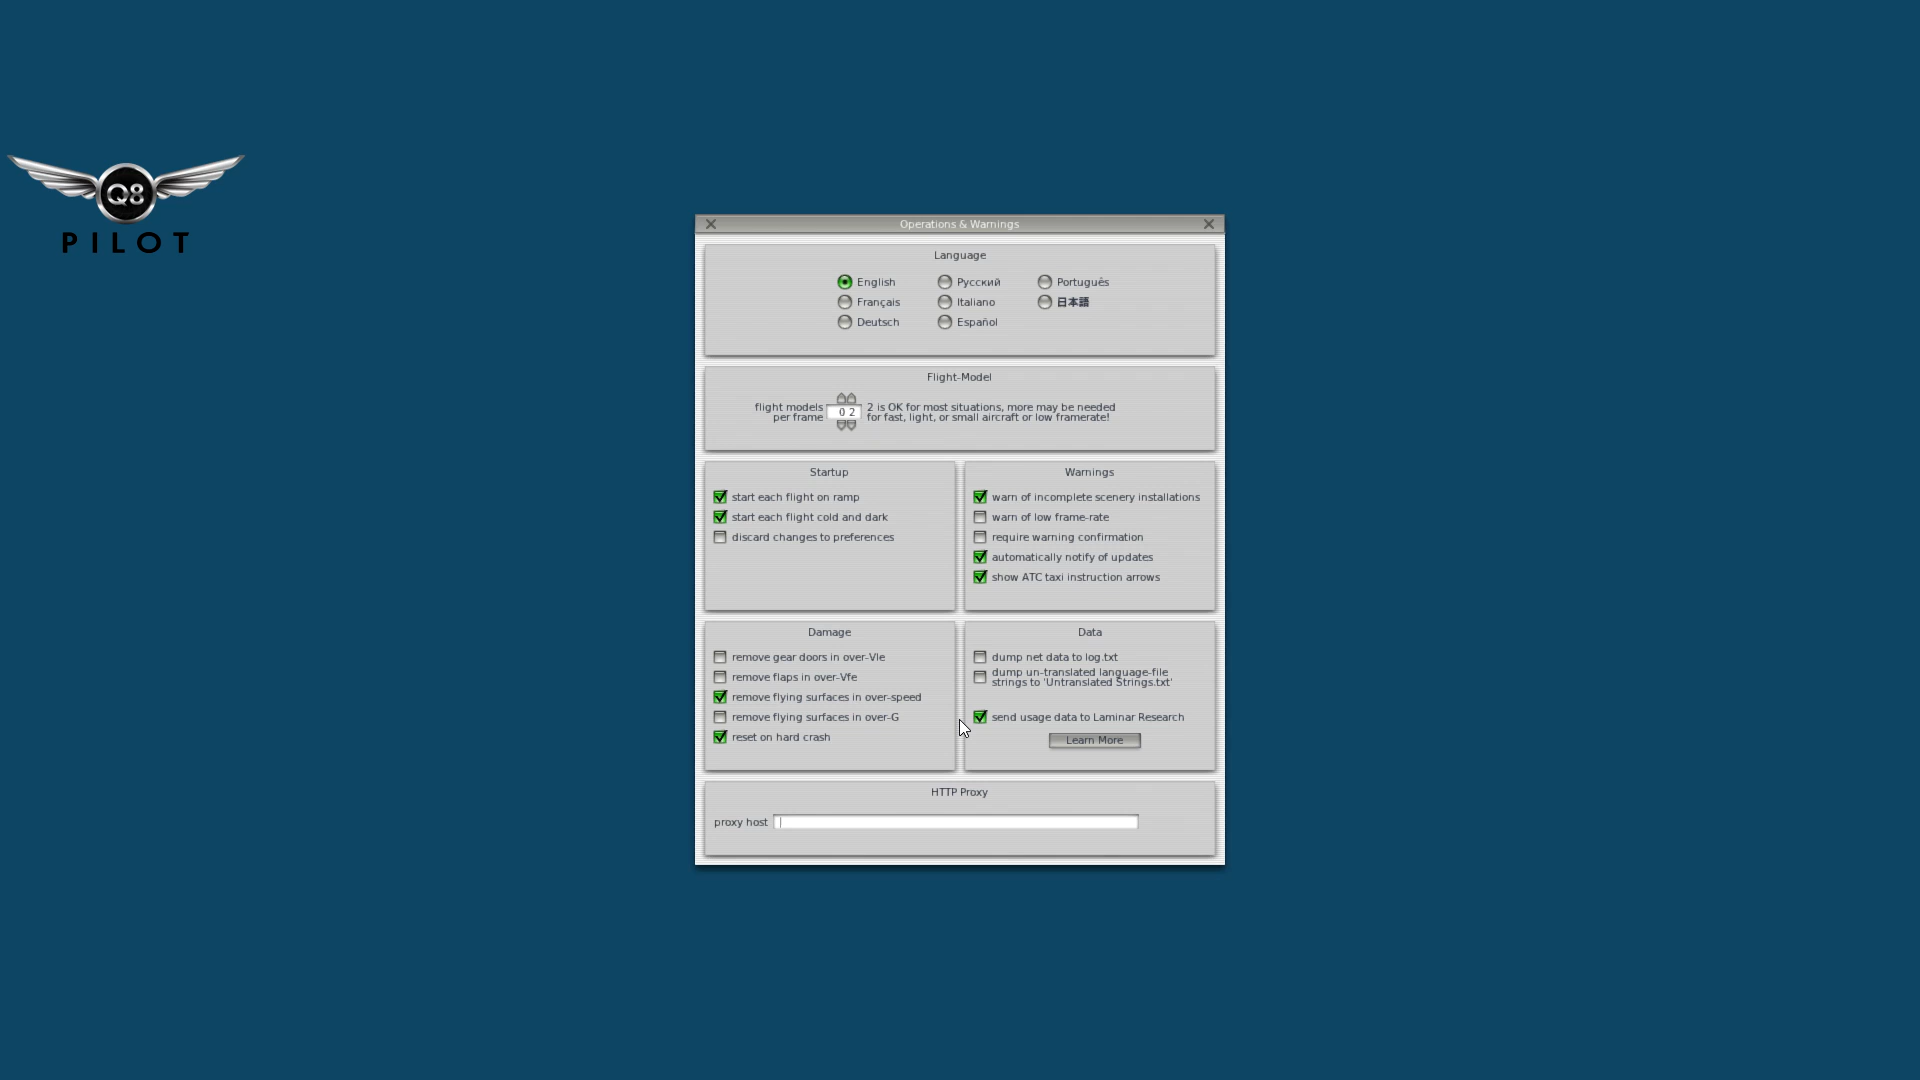 Q8
PILOT
Operations & Warnings
Language
English
Русский
Português
Français
Italiano
日本語
Deutsch
Español
Flight-Model
flight models
per frame
0 2
2 is OK for most situations, more may be needed
for fast, light, or small aircraft or low framerate!
Startup
start each flight on ramp
start each flight cold and dark
discard changes to preferences
Warnings
warn of incomplete scenery installations
warn of low frame-rate
require warning confirmation
automatically notify of updates
show ATC taxi instruction arrows
Damage
remove gear doors in over-Vle
remove flaps in over-Vfe
remove flying surfaces in over-speed
remove flying surfaces in over-G
reset on hard crash
Data
dump net data to log.txt
dump un-translated language-file
strings to 'Untranslated Strings.txt'
send usage data to Laminar Research
Learn More
HTTP Proxy
proxy host